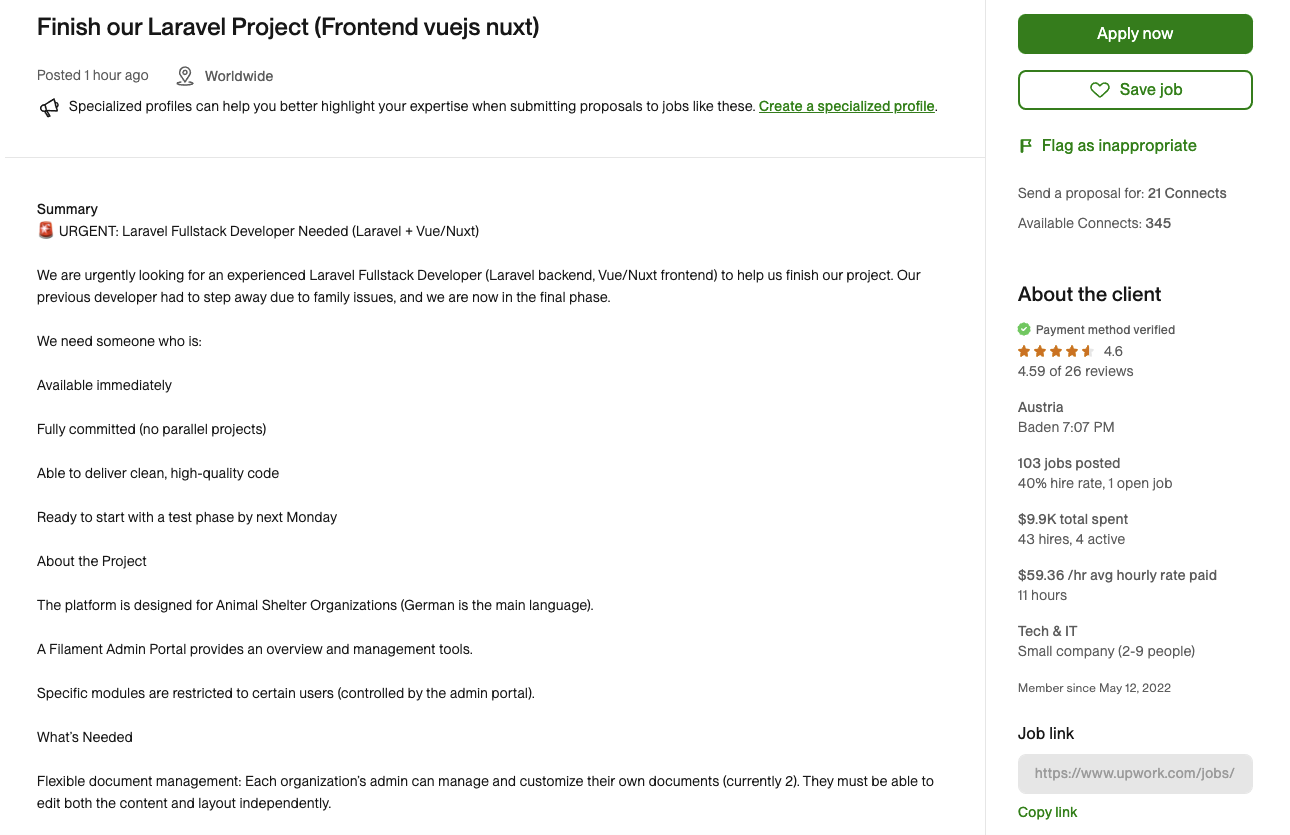 Finish our Laravel Project (Frontend vuejs nuxt)
Posted 1 hour ago Worldwide
Specialized profiles can help you better highlight your expertise when submitting proposals to jobs like these. Create a specialized profile.
Summary
🚨 URGENT: Laravel Fullstack Developer Needed (Laravel + Vue/Nuxt)
We are urgently looking for an experienced Laravel Fullstack Developer (Laravel backend, Vue/Nuxt frontend) to help us finish our project. Our
previous developer had to step away due to family issues, and we are now in the final phase.
We need someone who is:
Available immediately
Fully committed (no parallel projects)
Able to deliver clean, high-quality code
Ready to start with a test phase by next Monday
About the Project
The platform is designed for Animal Shelter Organizations (German is the main language).
A Filament Admin Portal provides an overview and management tools.
Specific modules are restricted to certain users (controlled by the admin portal).
What's Needed
Flexible document management: Each organization's admin can manage and customize their own documents (currently 2). They must be able to
edit both the content and layout independently.
Apply now
Save job
Flag as inappropriate
Send a proposal for: 21 Connects
Available Connects: 345
About the client
Payment method verified
4.6
4.59 of 26 reviews
Austria
Baden 7:07 PM
103 jobs posted
40% hire rate, 1 open job
$9.9K total spent
43 hires, 4 active
$59.36 /hr avg hourly rate paid
11 hours
Tech & IT
Small company (2-9 people)
Member since May 12, 2022
Job link
https://www.upwork.com/jobs/
Copy link